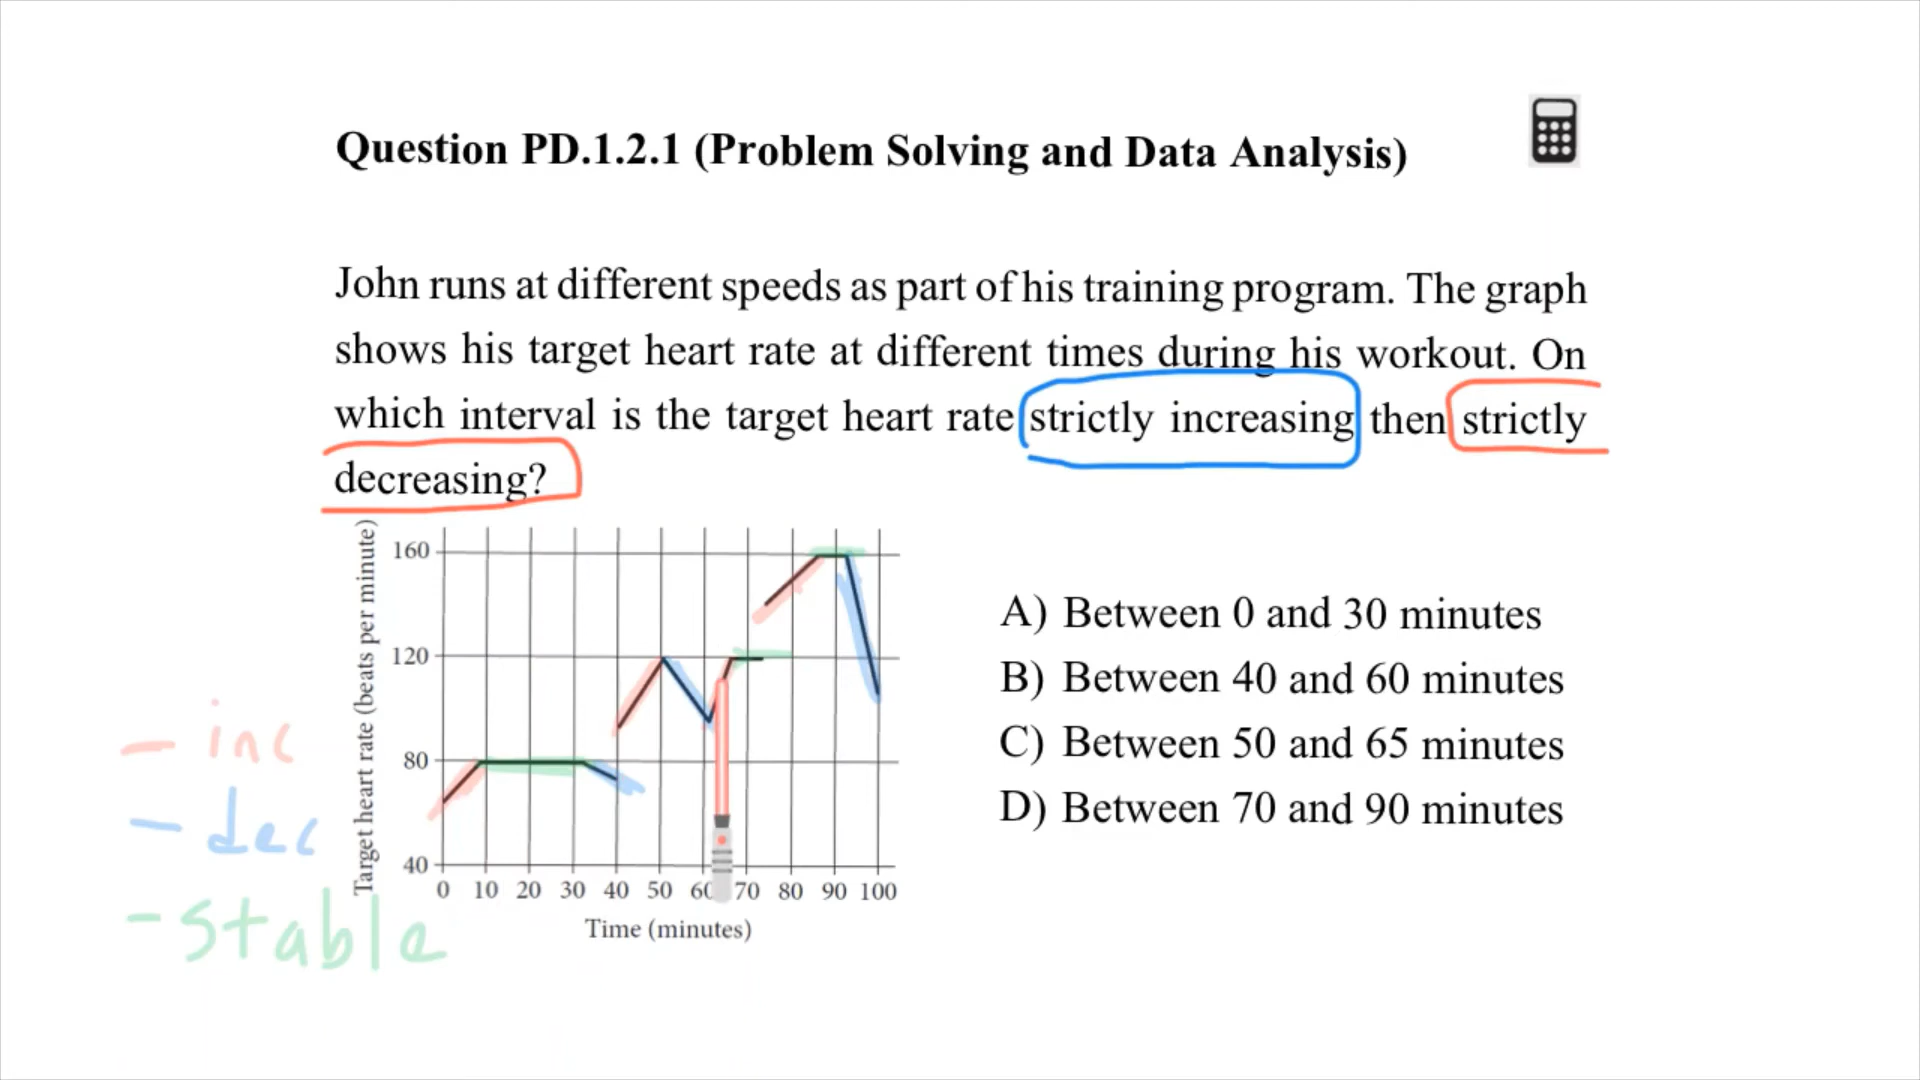 Question PD.1.2.1 (Problem Solving and Data Analysis)
John runs at different speeds as part of his training program. The graph
shows his target heart rate at different times during his workout. On
which interval is the target heart rate strictly increasing then strictly
decreasing?
Target heart rate (beats per minute)
160
120
80
40
0 10 20 30 40 50 60 70 80 90 100
Time (minutes)
A) Between 0 and 30 minutes
B) Between 40 and 60 minutes
C) Between 50 and 65 minutes
D) Between 70 and 90 minutes
- inc
- dec
- stable